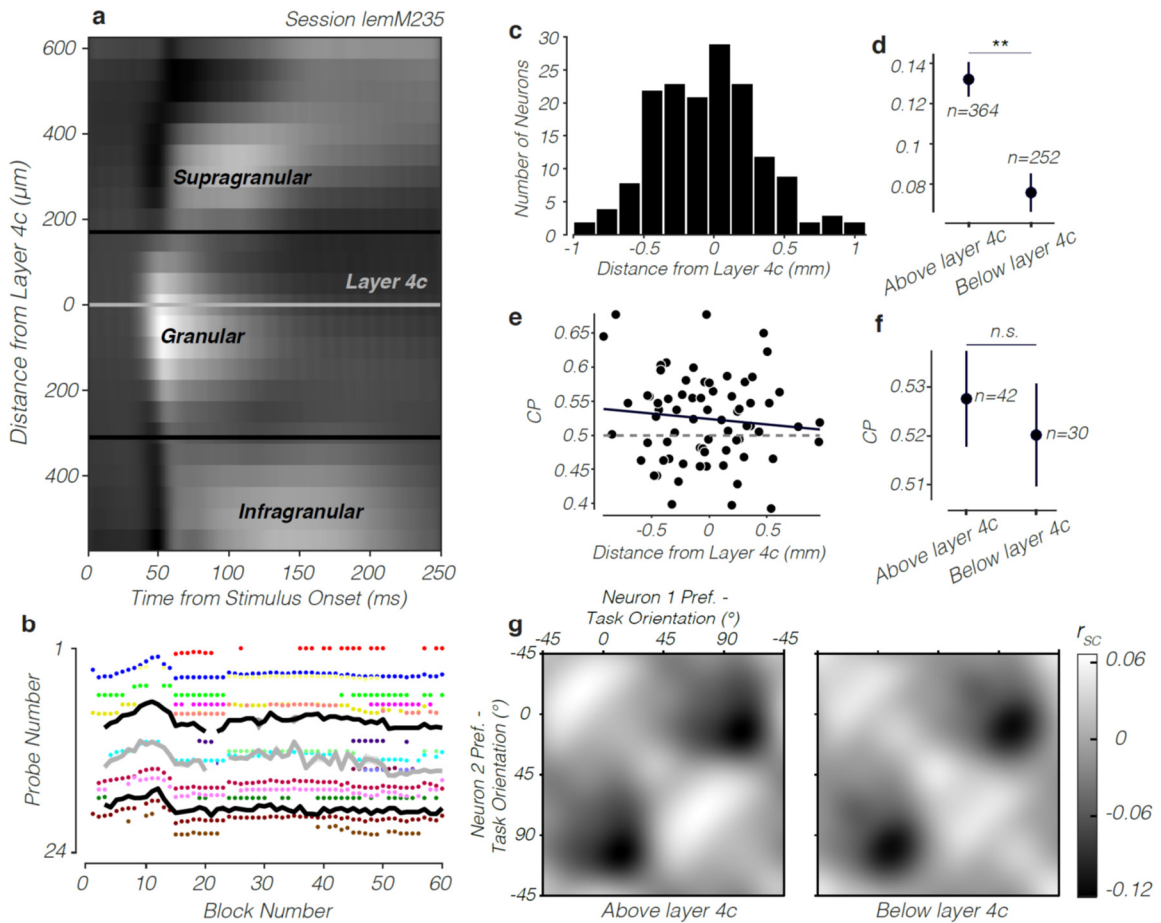 a
Session lemM235
600
400
200
0
200
400
Distance from Layer 4c (µm)
Supragranular
Layer 4c
Granular
Infragranular
0
50
100
150
200
250
Time from Stimulus Onset (ms)
b
1
24
Probe Number
0
10
20
30
40
50
60
Block Number
c
30
25
20
15
10
5
0
Number of Neurons
-1
-0.5
0
0.5
1
Distance from Layer 4c (mm)
d
0.14
0.12
0.1
0.08
**
n=364
n=252
Above layer 4c
Below layer 4c
e
0.65
0.6
0.55
0.5
0.45
0.4
CP
-0.5
0
0.5
Distance from Layer 4c (mm)
f
n.s.
0.53
0.52
0.51
CP
n=42
n=30
Above layer 4c
Below layer 4c
g
Neuron 1 Pref. -
Task Orientation (°)
-45
0
45
90
-45
Neuron 2 Pref. -
Task Orientation (°)
-45
0
45
90
-45
Above layer 4c
Below layer 4c
rSC
0.06
0
-0.06
-0.12